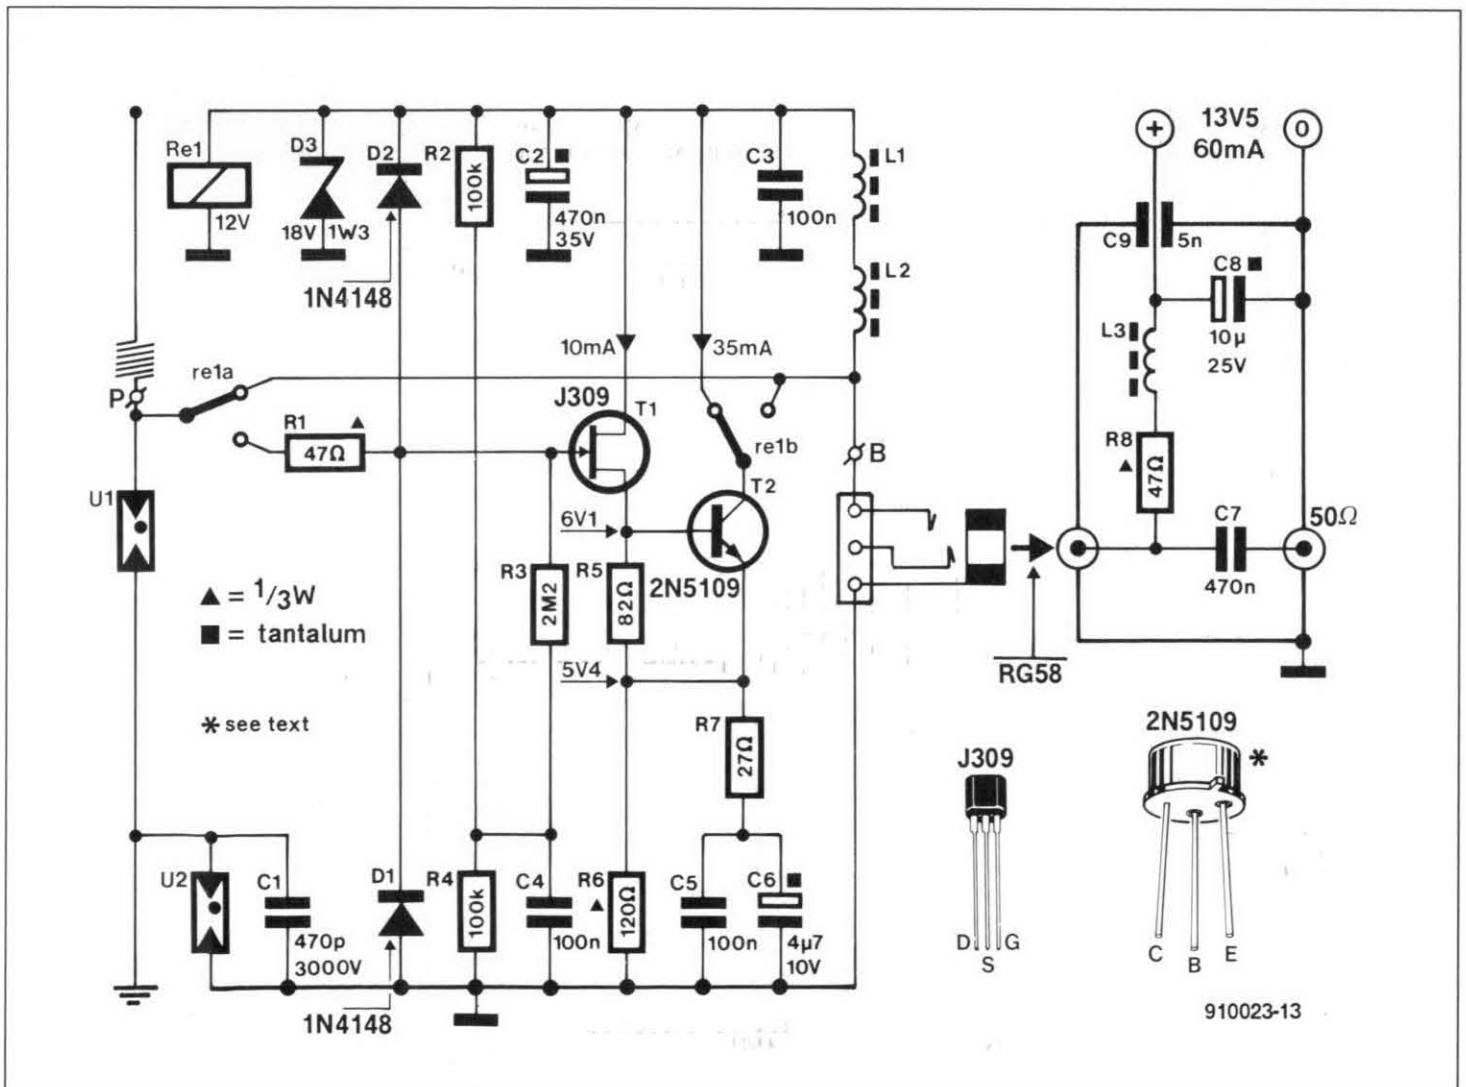 Re1
12V
D3
18V 1W3
D2
1N4148
R2
100k
C2 ■
470n
35V
C3
100n
L1
L2
+
13V5
60mA
0
C9
5n
C8 ■
10µ
25V
L3
R8
▲
47Ω
C7
470n
50Ω
P
re1a
R1 ▲
47Ω
10mA
35mA
J309
T1
re1b
B
T2
U1
6V1
2N5109
R3
2M2
R5
82Ω
5V4
▲ = 1/3W
■ = tantalum
* see text
RG58
R7
27Ω
U2
C1
470p
3000V
D1
1N4148
R4
100k
C4
100n
R6
▲
120Ω
C5
100n
C6 ■
4µ7
10V
J309
D G
S
2N5109
*
C B E
910023-13